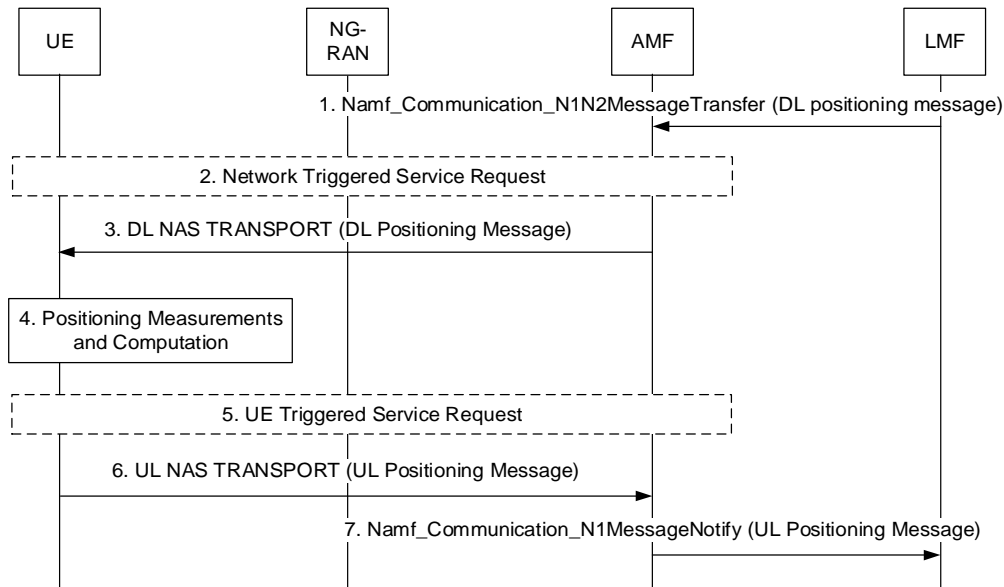 UE
NG-
RAN
AMF
LMF
1. Namf_Communication_N1N2MessageTransfer (DL positioning message)
2. Network Triggered Service Request
3. DL NAS TRANSPORT (DL Positioning Message)
4. Positioning Measurements
and Computation
5. UE Triggered Service Request
6. UL NAS TRANSPORT (UL Positioning Message)
7. Namf_Communication_N1MessageNotify (UL Positioning Message)